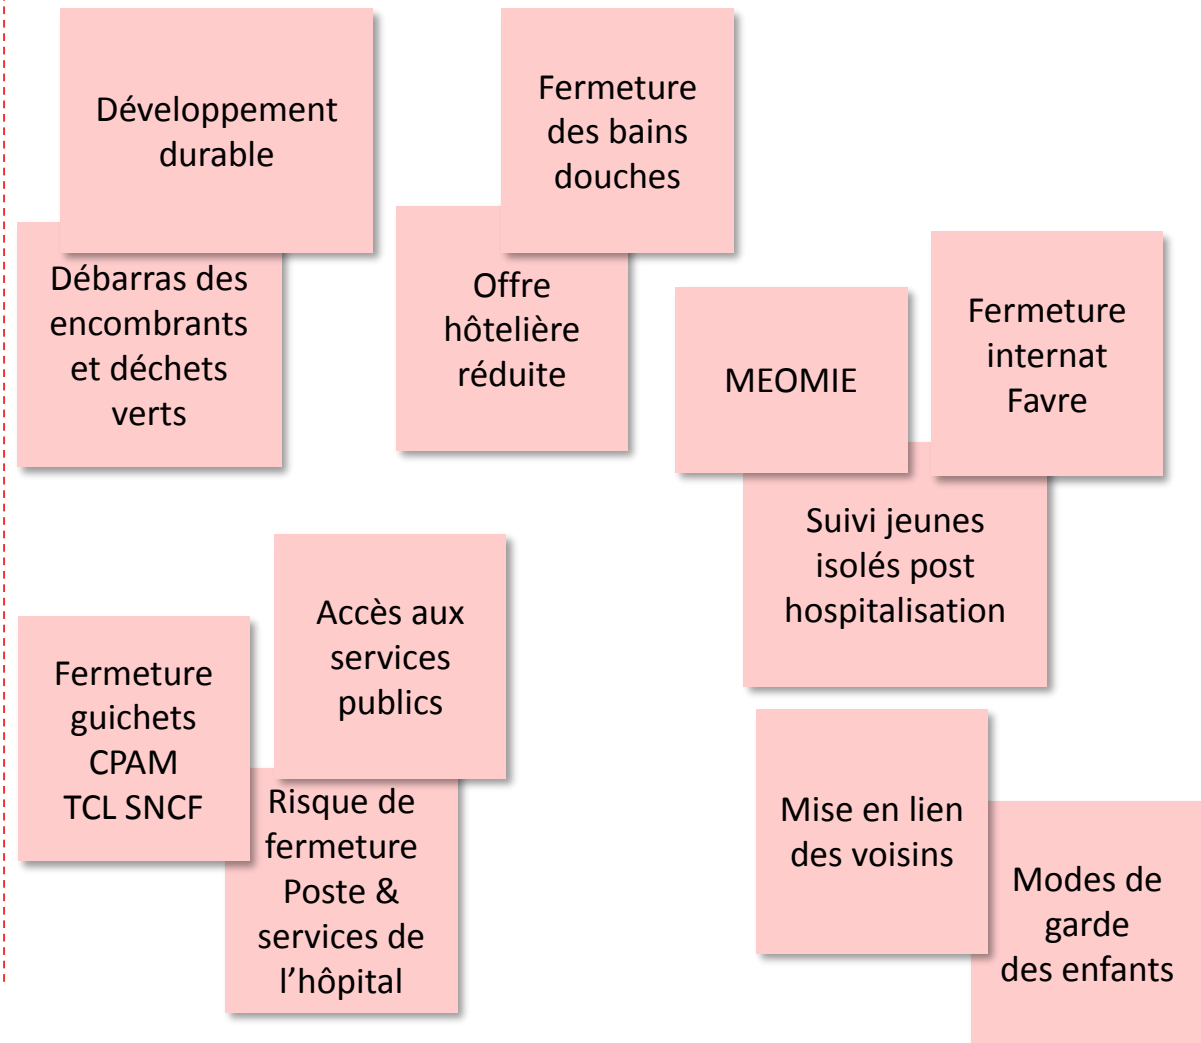 Développement
durable
Débarras des
encombrants
et déchets
verts
Fermeture
des bains
douches
Offre
hôtelière
réduite
MEOMIE
Fermeture
internat
Favre
Suivi jeunes
isolés post
hospitalisation
Fermeture
guichets
CPAM
TCL SNCF
Accès aux
services
publics
Risque de
fermeture
Poste &
services de
l’hôpital
Mise en lien
des voisins
Modes de
garde
des enfants